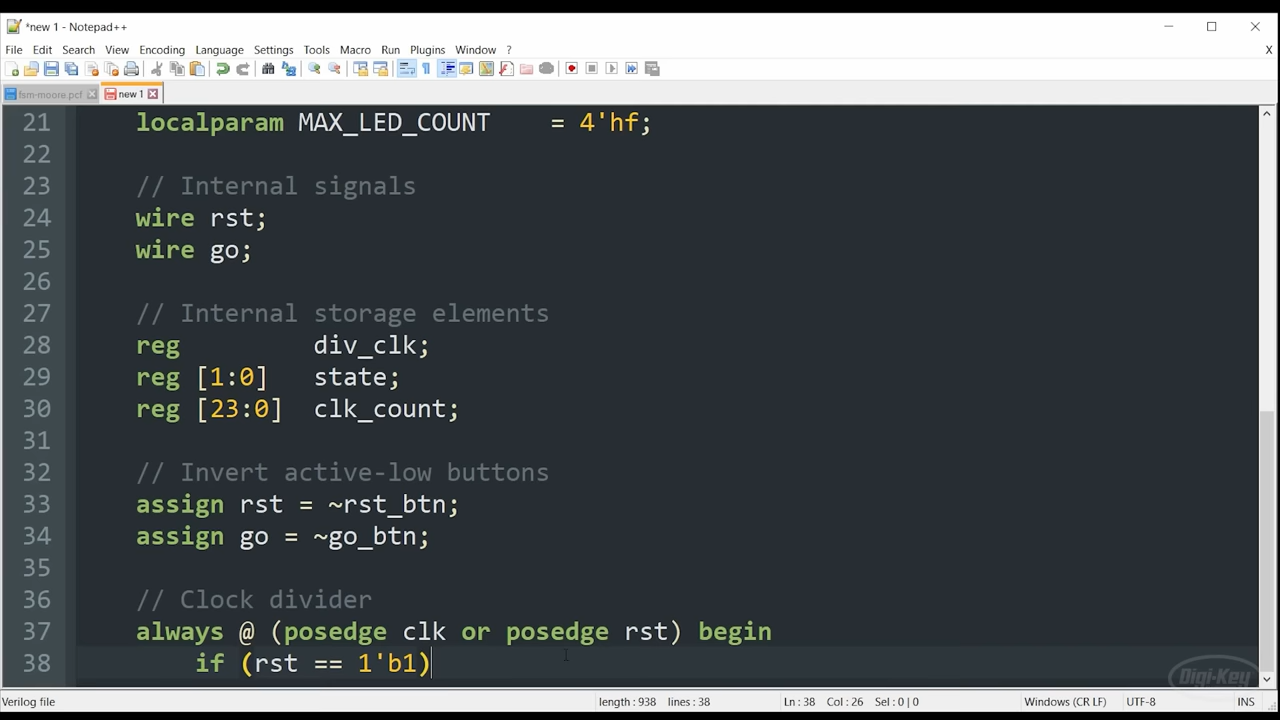 *new 1 - Notepad++
File Edit Search View Encoding Language Settings Tools Macro Run Plugins Window ? X
fsm-moore.pcf new 1
21 localparam MAX_LED_COUNT = 4'hf;
22
23 // Internal signals
24 wire rst;
25 wire go;
26
27 // Internal storage elements
28 reg div_clk;
29 reg [1:0] state;
30 reg [23:0] clk_count;
31
32 // Invert active-low buttons
33 assign rst = ~rst_btn;
34 assign go = ~go_btn;
35
36 // Clock divider
37 always @ (posedge clk or posedge rst) begin
38 if (rst == 1'b1)
Digi-Key
Verilog file length : 938 lines : 38 Ln : 38 Col : 26 Sel : 0 | 0 Windows (CR LF) UTF-8 INS